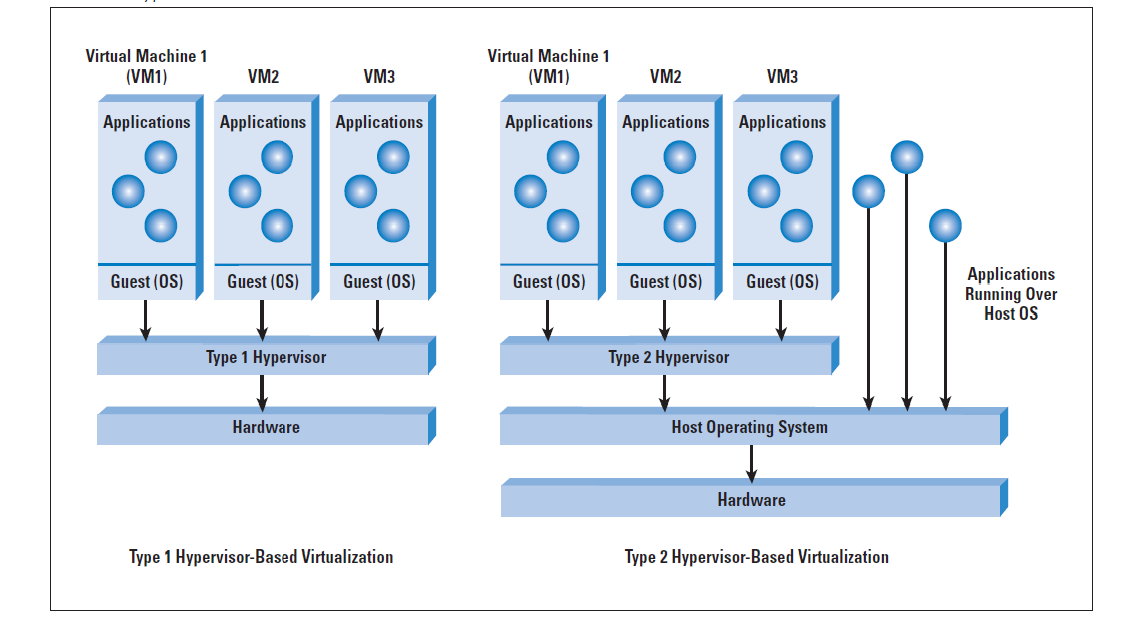 Virtual Machine 1
(VM1)
VM2
VM3
Applications
Applications
Applications
Guest (OS)
Guest (OS)
Guest (OS)
Type 1 Hypervisor
Hardware
Type 1 Hypervisor-Based Virtualization
Virtual Machine 1
(VM1)
VM2
VM3
Applications
Applications
Applications
Guest (OS)
Guest (OS)
Guest (OS)
Applications
Running Over
Host OS
Type 2 Hypervisor
Host Operating System
Hardware
Type 2 Hypervisor-Based Virtualization